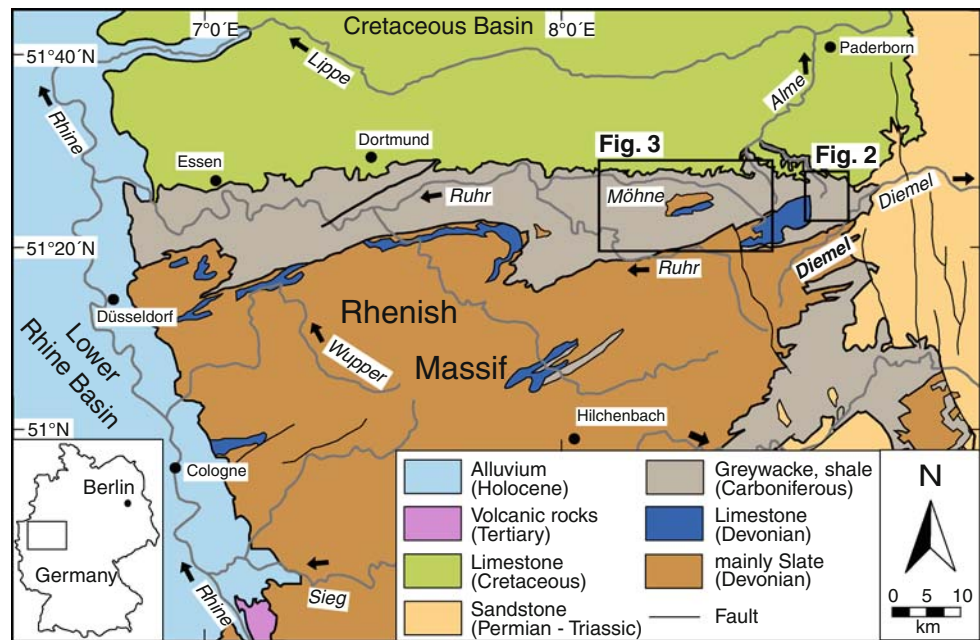 7°0´E
Cretaceous Basin
8°0´E
51°40´N
Lippe
Alme
Paderborn
Rhine
Dortmund
Fig. 3
Fig. 2
Essen
Ruhr
Möhne
Diemel
51°20´N
Ruhr
Diemel
Düsseldorf
Rhenish
Massif
Lower
Rhine Basin
Wupper
Hilchenbach
51°N
Cologne
Berlin
Germany
Rhine
Sieg
Alluvium
(Holocene)
Volcanic rocks
(Tertiary)
Limestone
(Cretaceous)
Sandstone
(Permian - Triassic)
Greywacke, shale
(Carboniferous)
Limestone
(Devonian)
mainly Slate
(Devonian)
Fault
N
0 5 10
km